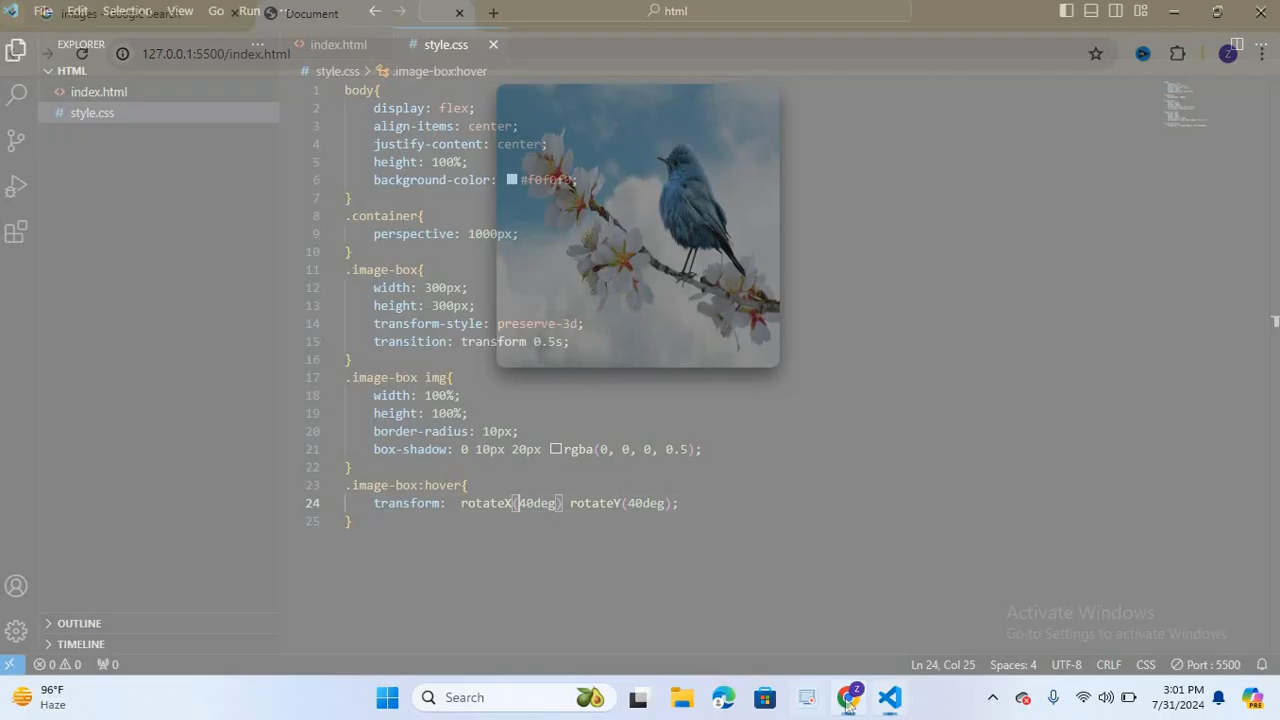 images - Google Search
Document
File Edit Selection View Go Run ...
html
127.0.0.1:5500/index.html
EXPLORER
...
index.html
style.css
Z
HTML
index.html
style.css
style.css > .image-box:hover
1 body{
2 display: flex;
3 align-items: center;
4 justify-content: center;
5 height: 100%;
6 background-color: #f0f0f0;
7 }
8 .container{
9 perspective: 1000px;
10 }
11 .image-box{
12 width: 300px;
13 height: 300px;
14 transform-style: preserve-3d;
15 transition: transform 0.5s;
16 }
17 .image-box img{
18 width: 100%;
19 height: 100%;
20 border-radius: 10px;
21 box-shadow: 0 10px 20px rgba(0, 0, 0, 0.5);
22 }
23 .image-box:hover{
24 transform: rotateX(40deg) rotateY(40deg);
25 }
OUTLINE
TIMELINE
Activate Windows
Go to Settings to activate Windows.
0 0 0
Ln 24, Col 25 Spaces: 4 UTF-8 CRLF CSS Port : 5500
96°F
Haze
Search
Z
3:01 PM
7/31/2024
PRE